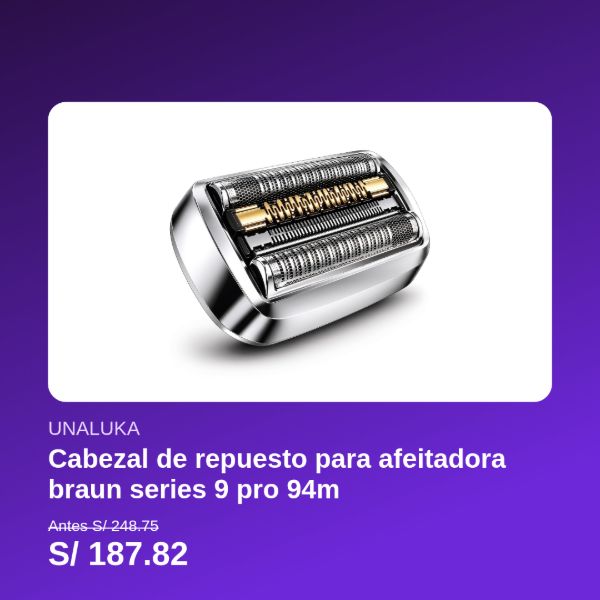 UNALUKA
Cabezal de repuesto para afeitadora
braun series 9 pro 94m
Antes S/ 248.75
S/ 187.82